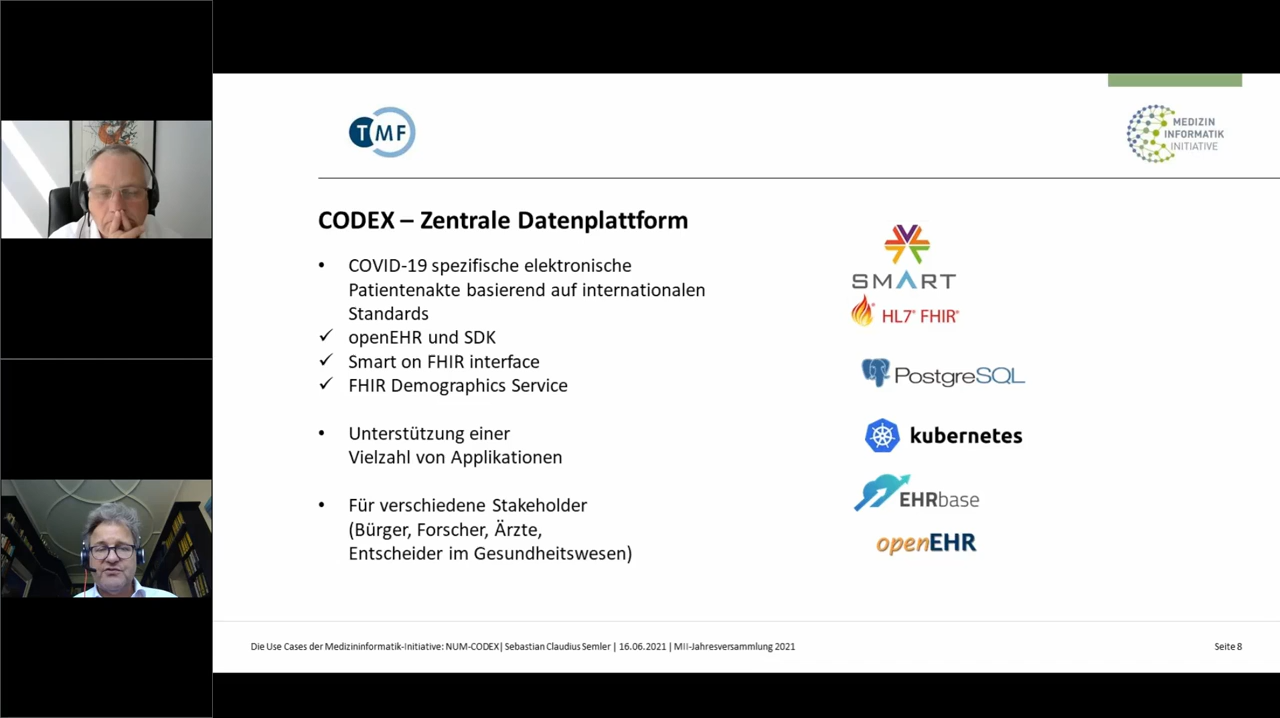 TMF
MEDIZIN
INFORMATIK
INITIATIVE
CODEX – Zentrale Datenplattform
• COVID-19 spezifische elektronische
Patientenakte basierend auf internationalen
Standards
✓ openEHR und SDK
✓ Smart on FHIR interface
✓ FHIR Demographics Service
• Unterstützung einer
Vielzahl von Applikationen
• Für verschiedene Stakeholder
(Bürger, Forscher, Ärzte,
Entscheider im Gesundheitswesen)
SMART
HL7® FHIR®
PostgreSQL
kubernetes
EHRbase
openEHR
Die Use Cases der Medizininformatik-Initiative: NUM-CODEX| Sebastian Claudius Semler | 16.06.2021 | MII-Jahresversammlung 2021
Seite 8